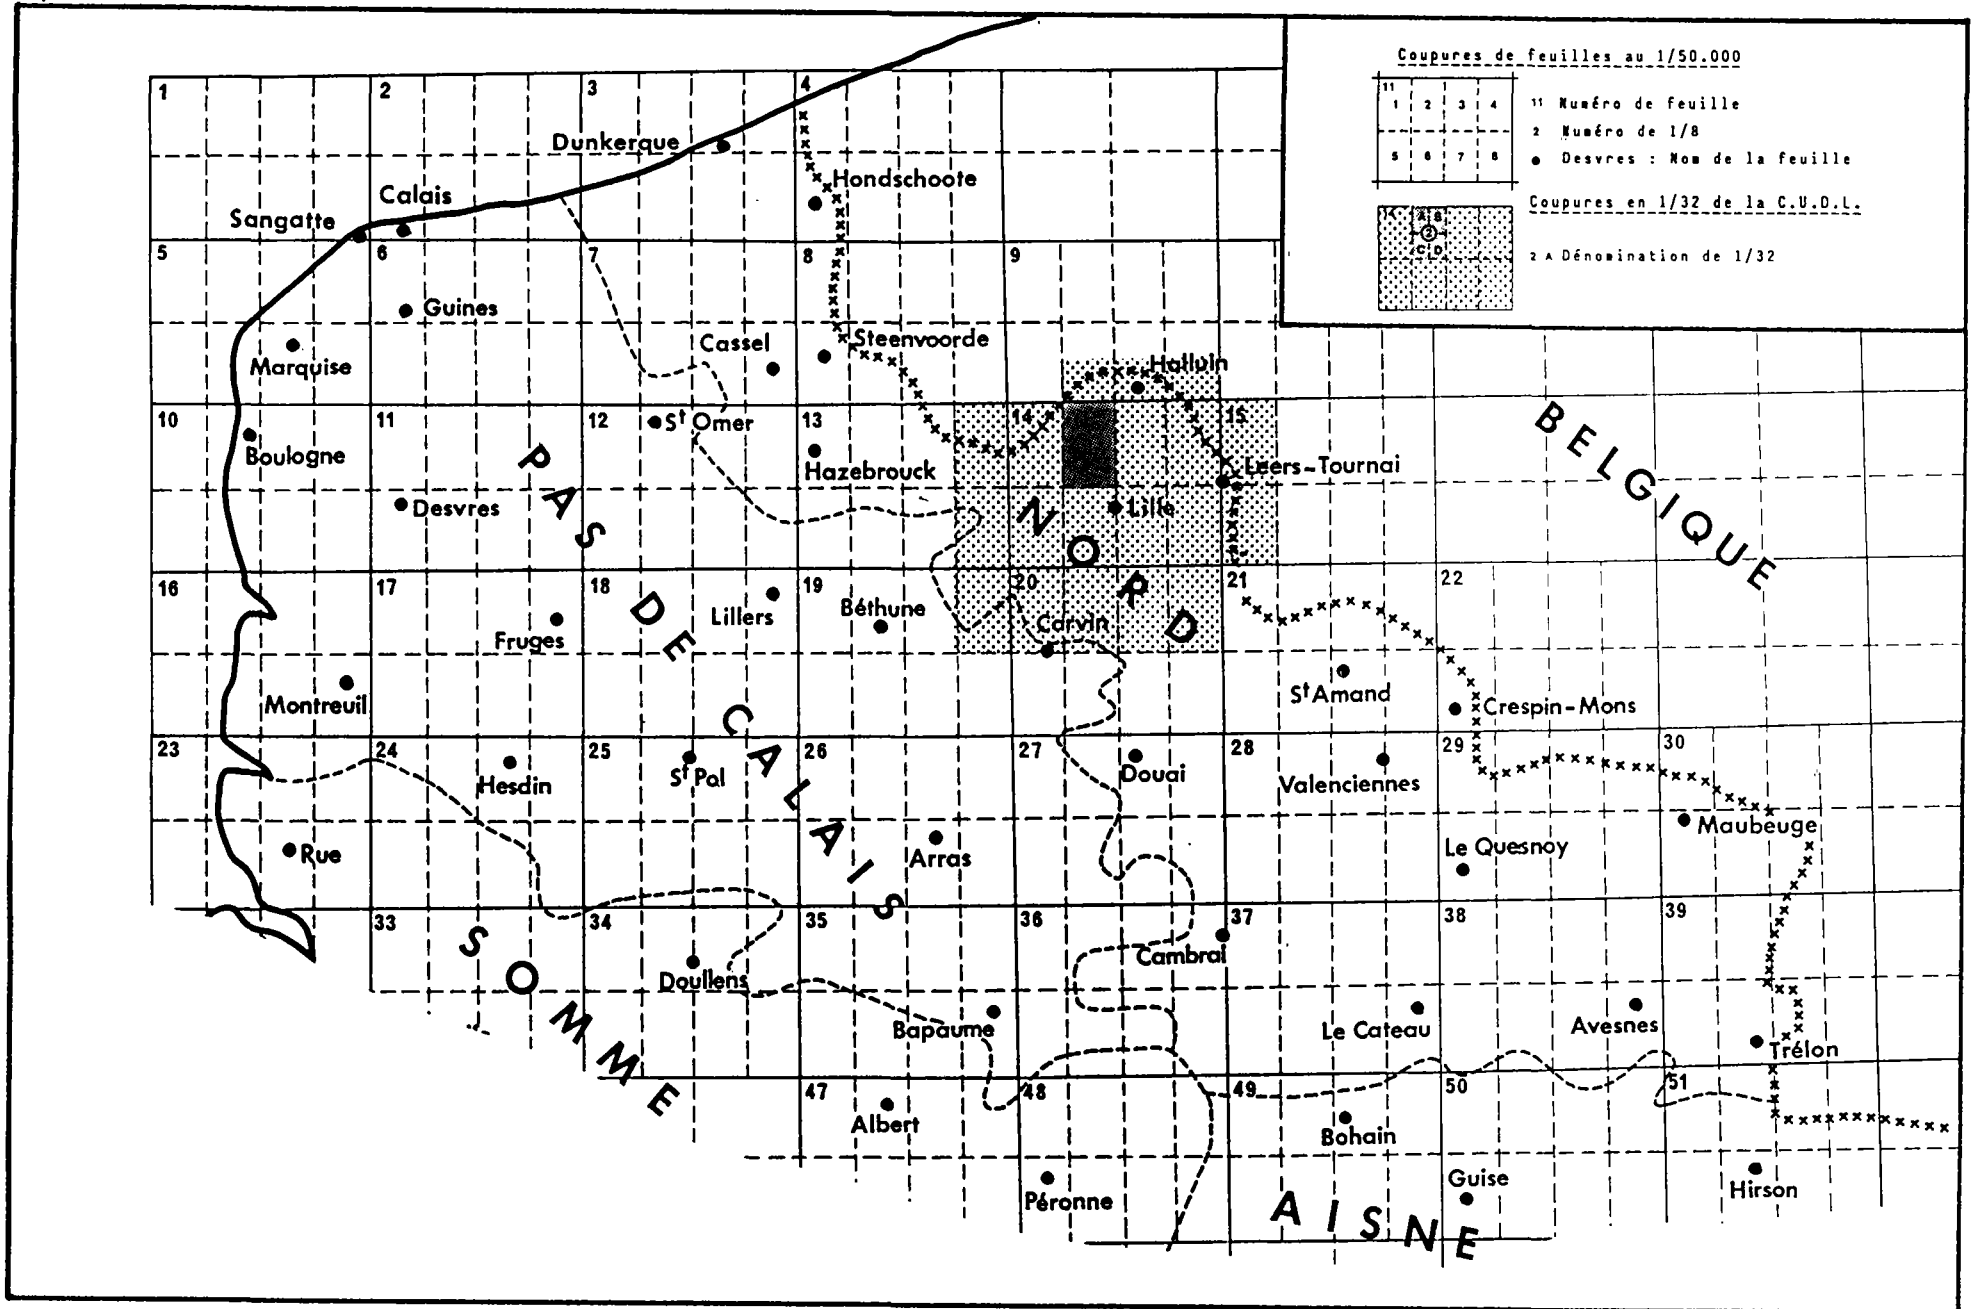 Coupures de feuilles au 1/50.000
11
1 2 3 4
5 6 7 8
11 Numéro de feuille
2 Numéro de 1/8
Desvres : Nom de la feuille
Coupures en 1/32 de la C.U.D.L.
14 A B
2
C D
2 A Dénomination de 1/32
1 2 3 4
Dunkerque
Hondschoote
Calais
Sangatte
5 6 7 8 9
Guines
Marquise
Cassel
Steenvoorde
Halluin
10 11 12 13 14 15
Boulogne
St Omer
Hazebrouck
Leers-Tournai
Desvres
Lille
BELGIQUE
PAS DE CALAIS
NORD
16 17 18 19 20 21 22
Fruges
Lillers
Béthune
Carvin
Montreuil
St Amand
Crespin-Mons
23 24 25 26 27 28 29 30
Hesdin
St Pol
Douai
Valenciennes
Rue
Arras
Le Quesnoy
Maubeuge
33 34 35 36 37 38 39
SOMME
Doullens
Cambrai
Bapaume
Le Cateau
Avesnes
Trélon
47 48 49 50 51
Albert
Bohain
Péronne
Guise
Hirson
AISNE